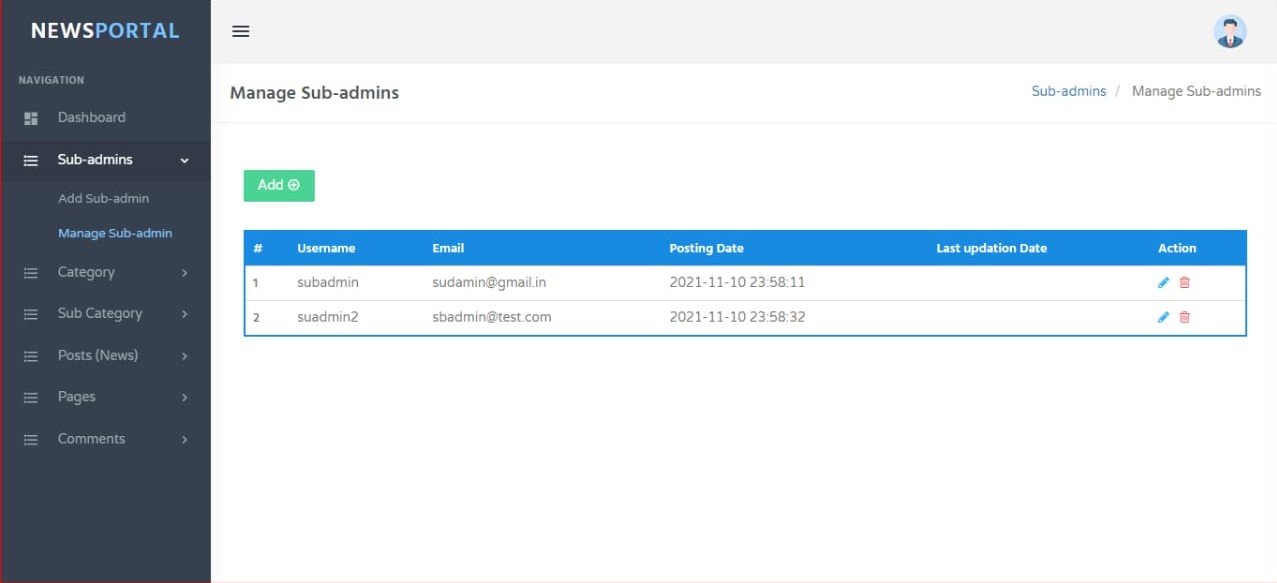 NEWSPORTAL
NAVIGATION
Dashboard
Sub-admins
Add Sub-admin
Manage Sub-admin
Category
Sub Category
Posts (News)
Pages
Comments
Manage Sub-admins
Sub-admins / Manage Sub-admins
Add
# Username Email Posting Date Last updation Date Action
1 subadmin sudamin@gmail.in 2021-11-10 23:58:11
2 suadmin2 sbadmin@test.com 2021-11-10 23:58:32